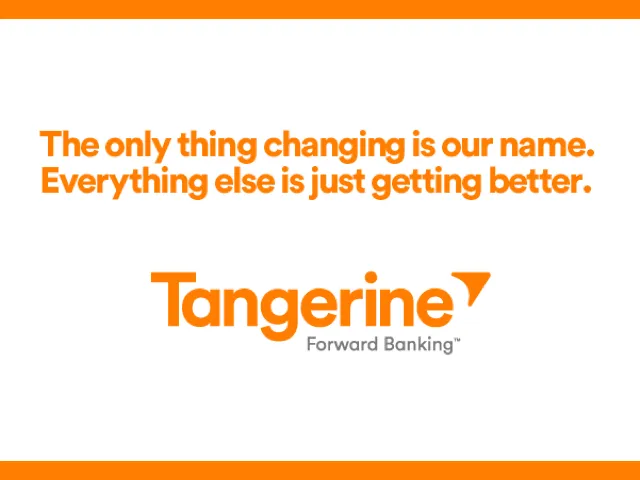 The only thing changing is our name.
Everything else is just getting better.
Tangerine
Forward Banking™